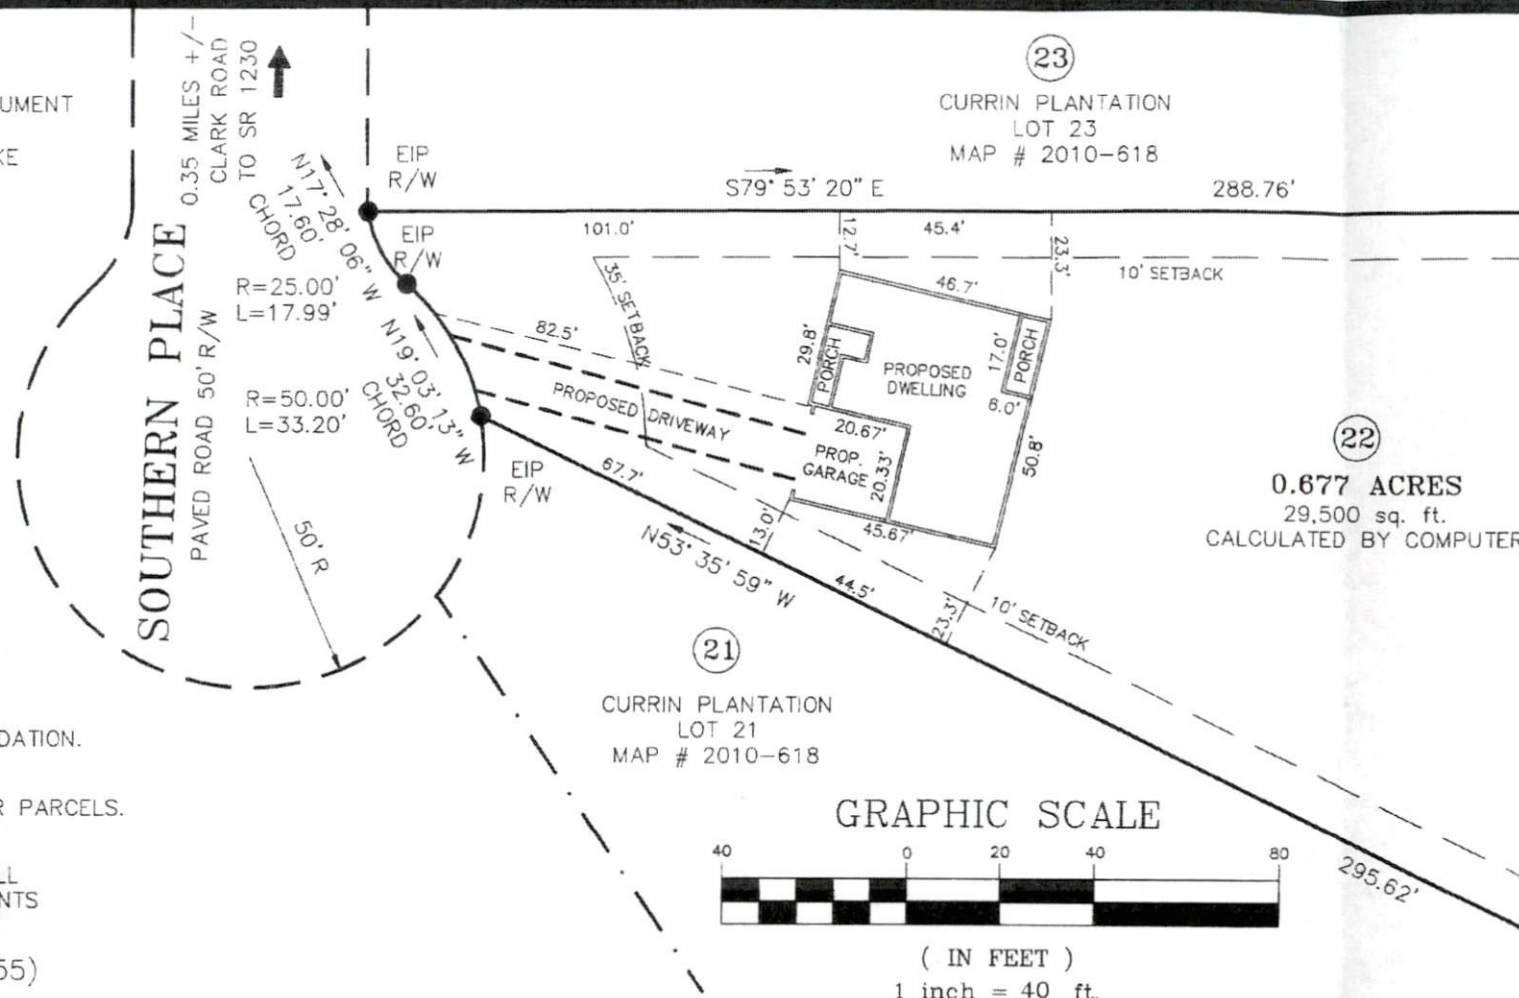 UMENT
KE
0.35 MILES +/-
CLARK ROAD
TO SR 1230
SOUTHERN PLACE
PAVED ROAD 50' R/W
EIP
R/W
N17° 28' 06" W
17.60'
CHORD
EIP
R/W
R=25.00'
L=17.99'
N19° 03' 13" W
32.60'
CHORD
R=50.00'
L=33.20'
50' R
EIP
R/W
23
CURRIN PLANTATION
LOT 23
MAP # 2010-618
S79° 53' 20" E
288.76'
101.0'
12.7'
45.4'
23.3'
10' SETBACK
35' SETBACK
82.5'
46.7'
29.8'
PORCH
PROPOSED
DWELLING
17.0'
PORCH
6.0'
PROPOSED DRIVEWAY
20.67'
PROP.
GARAGE
20.33'
50.8'
45.67'
67.7'
13.0'
N53° 35' 59" W
44.5'
23.3'
10' SETBACK
22
0.677 ACRES
29,500 sq. ft.
CALCULATED BY COMPUTER
21
CURRIN PLANTATION
LOT 21
MAP # 2010-618
295.62'
DATION.
R PARCELS.
LL
NTS
55)
GRAPHIC SCALE
40 0 20 40 80
( IN FEET )
1 inch = 40 ft.